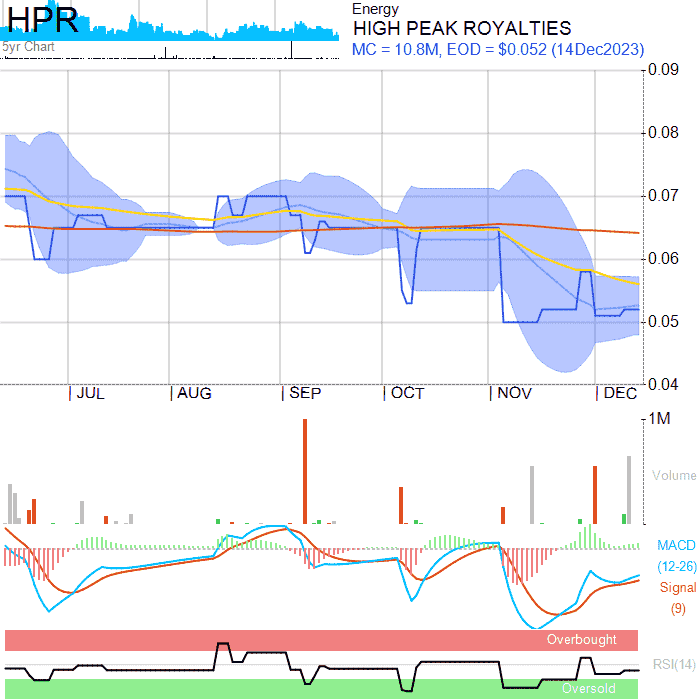 HPR
5yr Chart
Energy
HIGH PEAK ROYALTIES
MC = 10.8M, EOD = $0.052 (14Dec2023)
0.09
0.08
0.07
0.06
0.05
0.04
JUL AUG SEP OCT NOV DEC
1M
Volume
MACD
(12-26)
Signal
(9)
Overbought
RSI(14)
Oversold